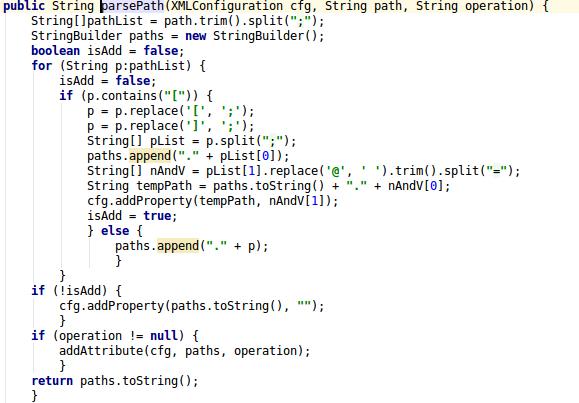 public String parsePath(XMLConfiguration cfg, String path, String operation) {
String[]pathList = path.trim().split(";");
StringBuilder paths = new StringBuilder();
boolean isAdd = false;
for (String p:pathList) {
isAdd = false;
if (p.contains("[")) {
p = p.replace('[', ';');
p = p.replace(']', ';');
String[] pList = p.split(";");
paths.append("." + pList[0]);
String[] nAndV = pList[1].replace('@', ' ').trim().split("=");
String tempPath = paths.toString() + "." + nAndV[0];
cfg.addProperty(tempPath, nAndV[1]);
isAdd = true;
} else {
paths.append("." + p);
}
}
if (!isAdd) {
cfg.addProperty(paths.toString(), "");
}
if (operation != null) {
addAttribute(cfg, paths, operation);
}
return paths.toString();
}